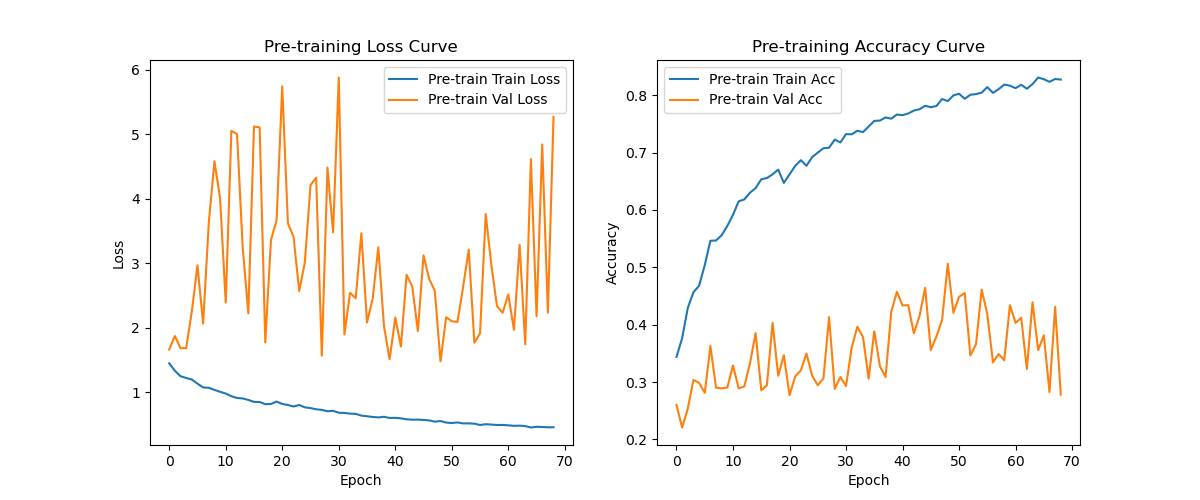 Pre-training Loss Curve
Pre-train Train Loss
Pre-train Val Loss
6
5
4
3
2
1
Loss
0 10 20 30 40 50 60 70
Epoch
Pre-training Accuracy Curve
Pre-train Train Acc
Pre-train Val Acc
0.8
0.7
0.6
0.5
0.4
0.3
0.2
Accuracy
0 10 20 30 40 50 60 70
Epoch